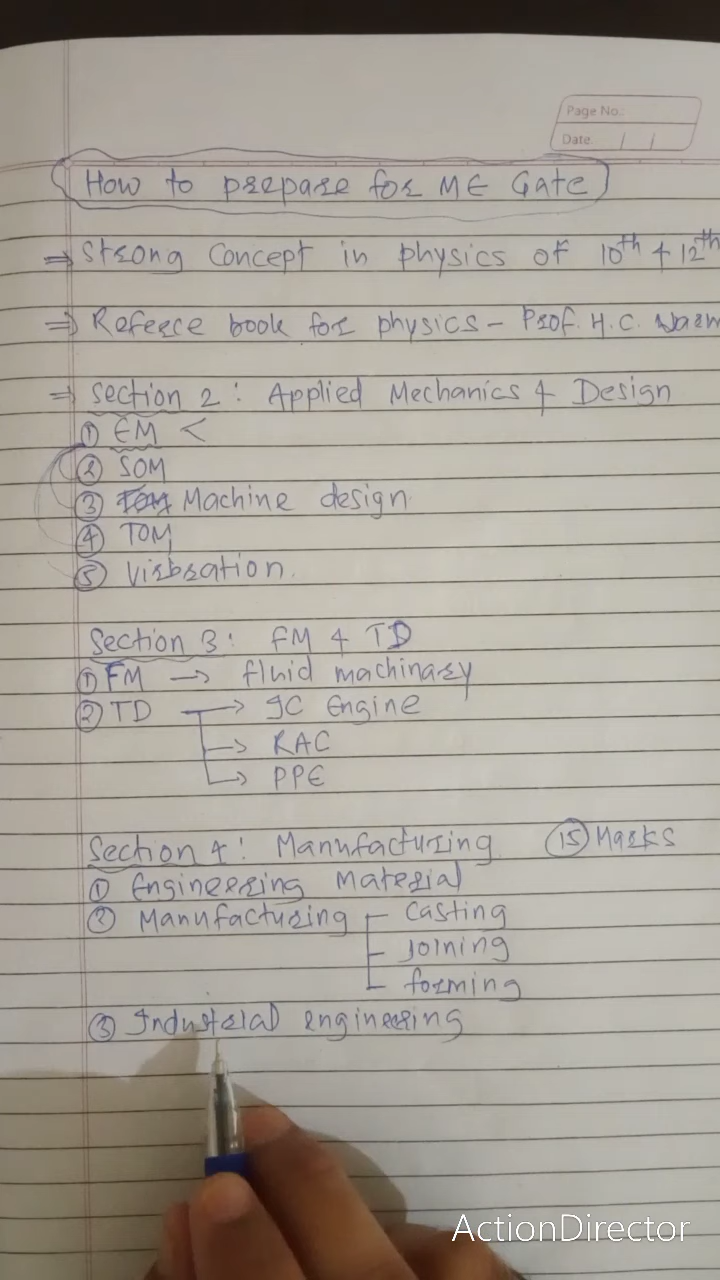 Page No.:
Date / /
How to prepare for ME Gate
⇒ Strong Concept in physics of 10th & 12th
⇒ Referce book for physics - Prof. H.C.
⇒ Section 2: Applied Mechanics & Design
① EM <
② SOM
③ TOM Machine design
④ TOM
⑤ Visbration.
Section 3: FM & TD
① FM → fluid machinary
② TD → IC Engine
→ RAC
→ PPE
Section 4: Manufacturing ⑮ Marks
① Engineering Material
② Manufacturing - Casting
- Joining
- forming
③ Industrial engineering
ActionDirector